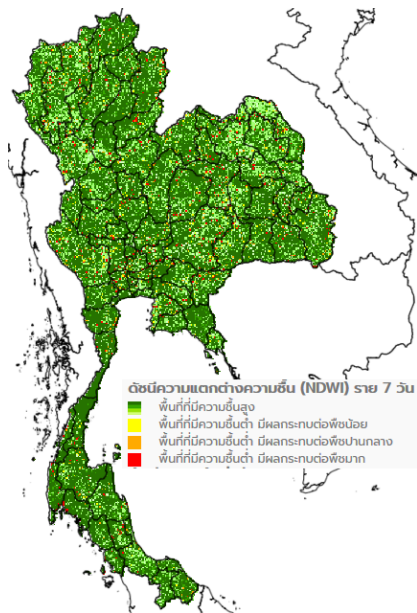 ดัชนีความแตกต่างความชื้น (NDWI) ราย 7 วัน
พื้นที่ที่มีความชื้นสูง
พื้นที่ที่มีความชื้นต่ำ มีผลกระทบต่อพืชน้อย
พื้นที่ที่มีความชื้นต่ำ มีผลกระทบต่อพืชปานกลาง
พื้นที่ที่มีความชื้นต่ำ มีผลกระทบต่อพืชมาก